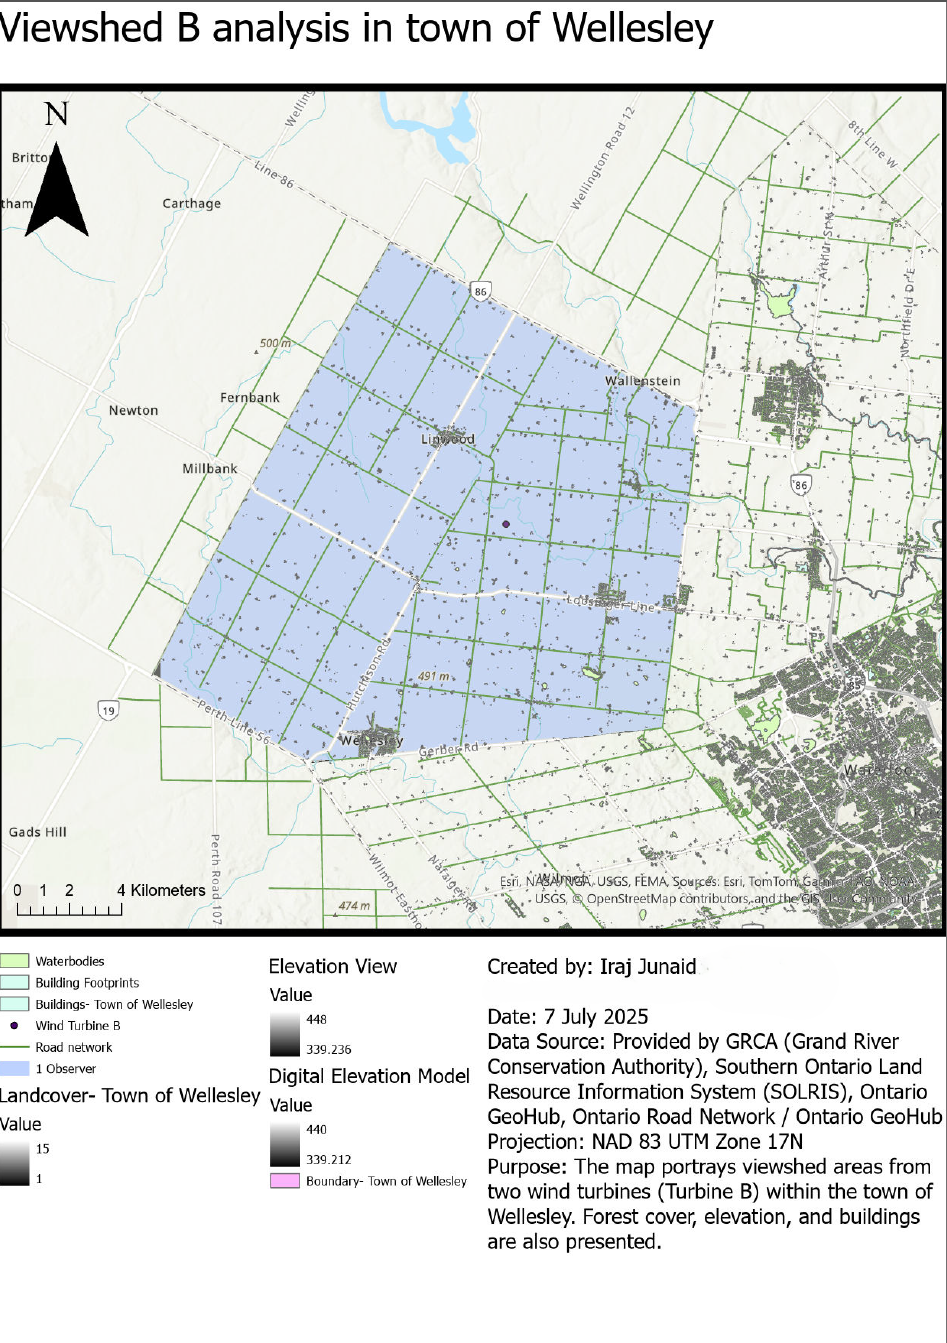 Viewshed B analysis in town of Wellesley
N
Britto
tham
Carthage
Line 86
Welling
Wellington Road 12
8th Line W
Arthur St N
Northfield Dr E
86
500 m
Fernbank
Newton
Millbank
Wallenstein
Linwood
86
Lobsinger Line
Hutchison Rd
491 m
19
Perth Line 56
Wellesley
Gerber Rd
85
Waterloo
Gads Hill
Perth Road 107
Wilmot-Eastho
Nafziger Rd
Wilmot
474 m
0 1 2 4 Kilometers
Esri, NASA, NGA, USGS, FEMA, Sources: Esri, TomTom, Garmin, FAO, NOAA,
USGS, © OpenStreetMap contributors, and the GIS User Community
Waterbodies
Building Footprints
Buildings- Town of Wellesley
Wind Turbine B
Road network
1 Observer
Landcover- Town of Wellesley
Value
15
1
Elevation View
Value
448
339.236
Digital Elevation Model
Value
440
339.212
Boundary- Town of Wellesley
Created by: Iraj Junaid
Date: 7 July 2025
Data Source: Provided by GRCA (Grand River
Conservation Authority), Southern Ontario Land
Resource Information System (SOLRIS), Ontario
GeoHub, Ontario Road Network / Ontario GeoHub
Projection: NAD 83 UTM Zone 17N
Purpose: The map portrays viewshed areas from
two wind turbines (Turbine B) within the town of
Wellesley. Forest cover, elevation, and buildings
are also presented.